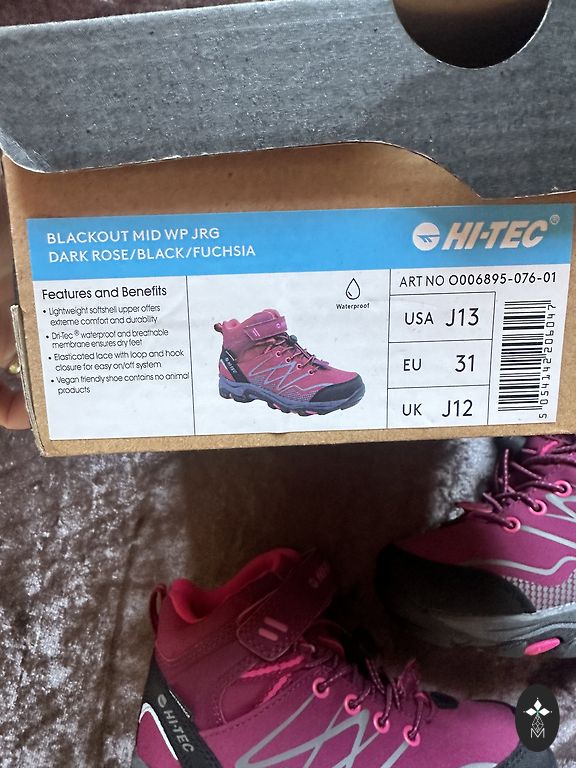 BLACKOUT MID WP JRG
DARK ROSE/BLACK/FUCHSIA
HI-TEC®
Features and Benefits
• Lightweight softshell upper offers
extreme comfort and durability
• Dri-Tec® waterproof and breathable
membrane ensures dry feet
• Elasticated lace with loop and hook
closure for easy on/off system
• Vegan friendly shoe contains no animal
products
Waterproof
ART NO O006895-076-01
USA J13
EU 31
UK J12
5 054142 206047
HI-TEC
M